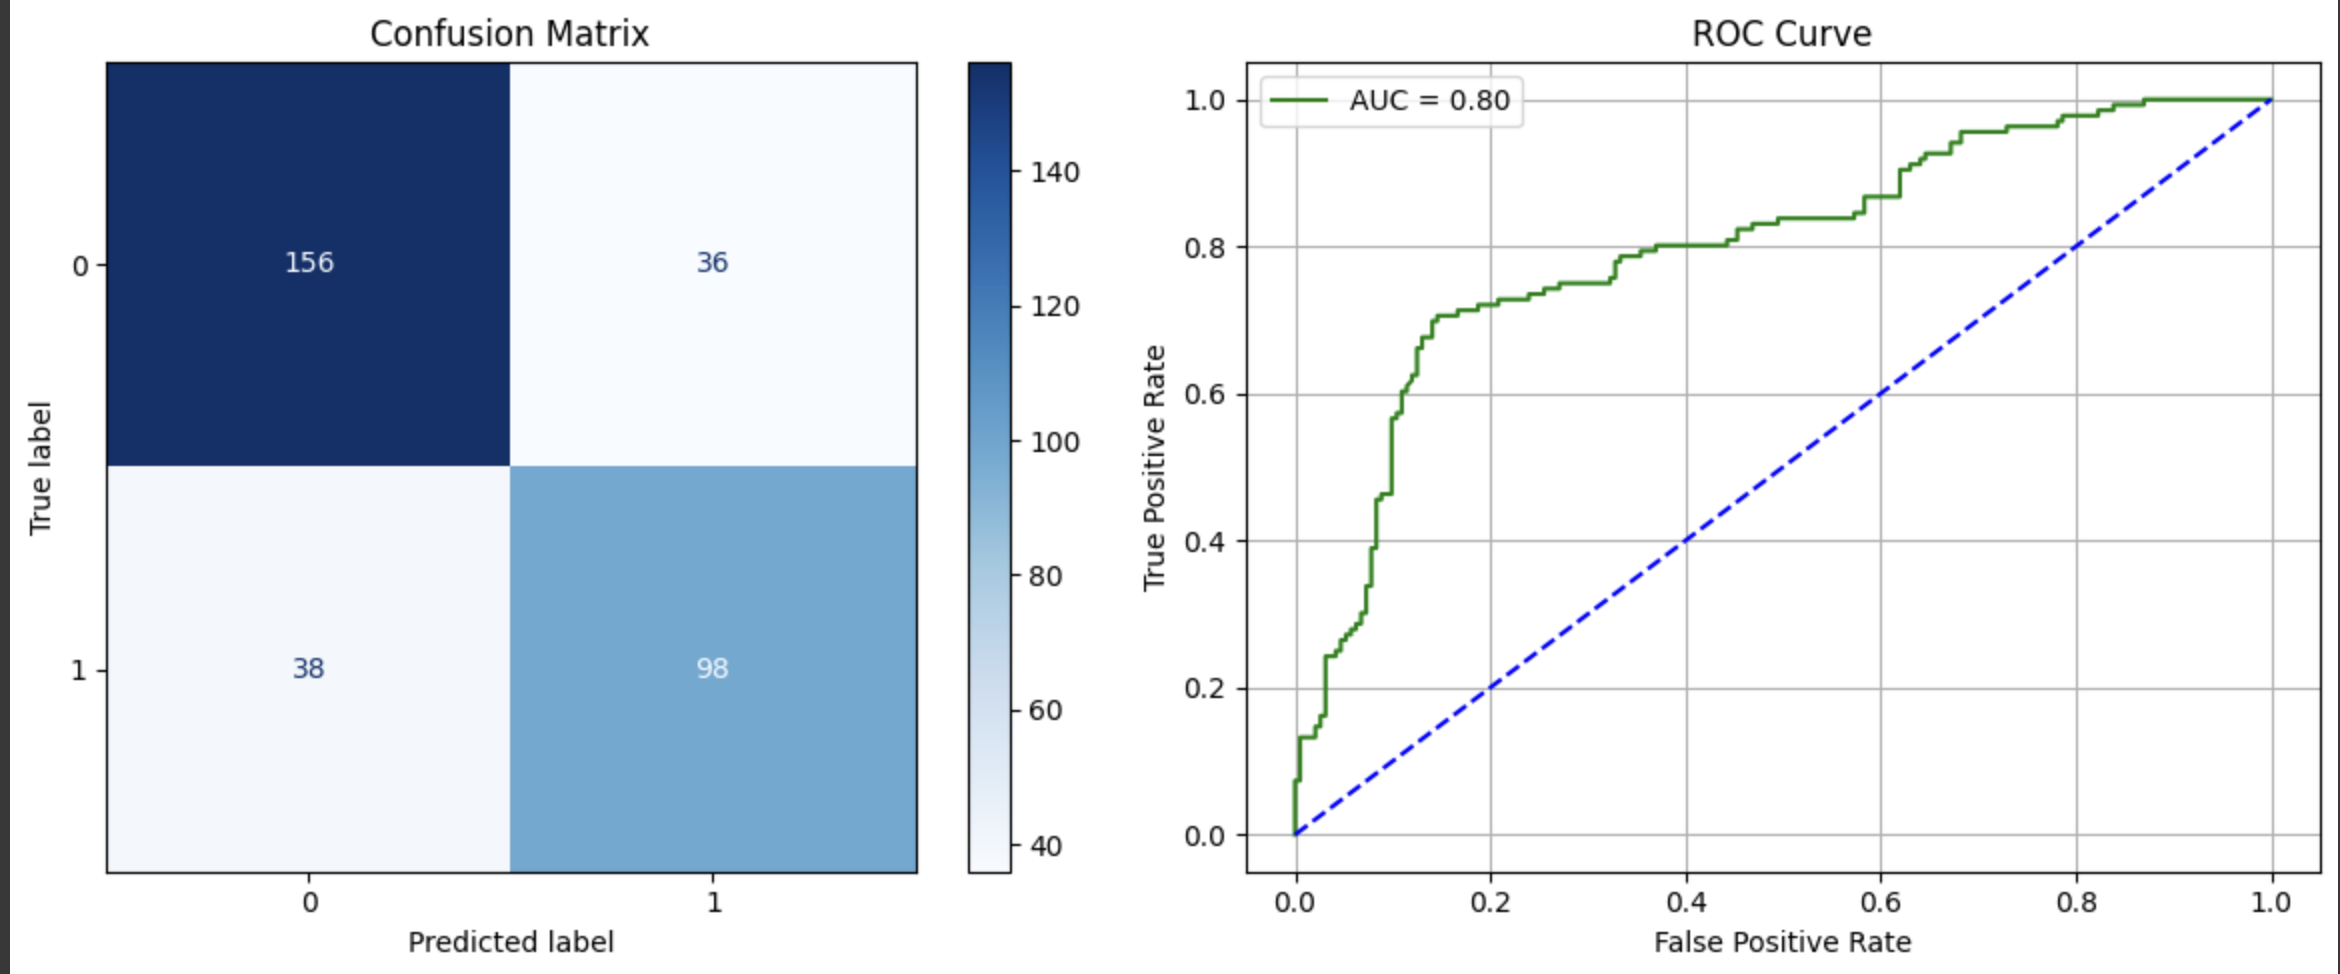 Confusion Matrix
True label
0
1
156
36
38
98
0
1
Predicted label
140
120
100
80
60
40
ROC Curve
AUC = 0.80
True Positive Rate
1.0
0.8
0.6
0.4
0.2
0.0
0.0 0.2 0.4 0.6 0.8 1.0
False Positive Rate